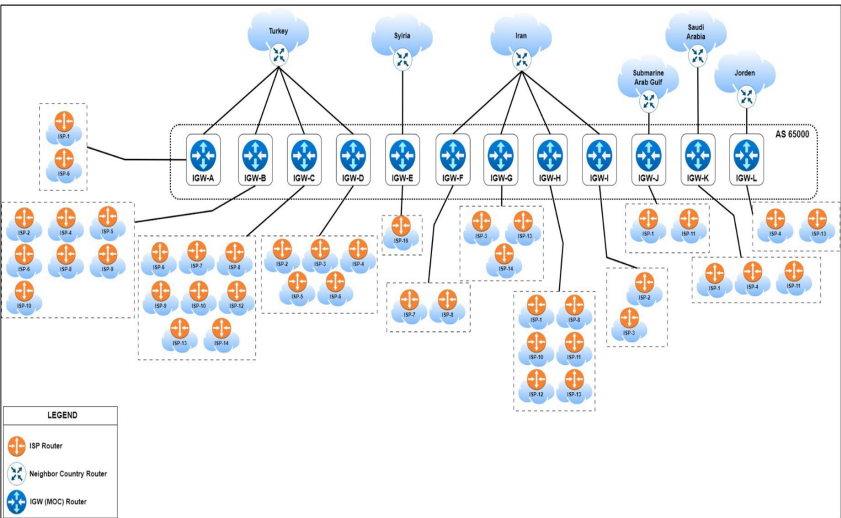 Turkey
Syiria
Iran
Submarine
Arab Gulf
Saudi
Arabia
Jorden
AS 65000
IGW-A
IGW-B
IGW-C
IGW-D
IGW-E
IGW-F
IGW-G
IGW-H
IGW-I
IGW-J
IGW-K
IGW-L
ISP-1
ISP-6
ISP-2
ISP-4
ISP-5
ISP-6
ISP-8
ISP-9
ISP-10
ISP-6
ISP-7
ISP-8
ISP-9
ISP-10
ISP-12
ISP-13
ISP-14
ISP-2
ISP-3
ISP-4
ISP-5
ISP-6
ISP-15
ISP-7
ISP-8
ISP-3
ISP-13
ISP-14
ISP-1
ISP-8
ISP-10
ISP-11
ISP-12
ISP-13
ISP-2
ISP-3
ISP-1
ISP-11
ISP-1
ISP-4
ISP-11
ISP-4
ISP-13
LEGEND
ISP Router
Neighbor Country Router
IGW (MOC) Router